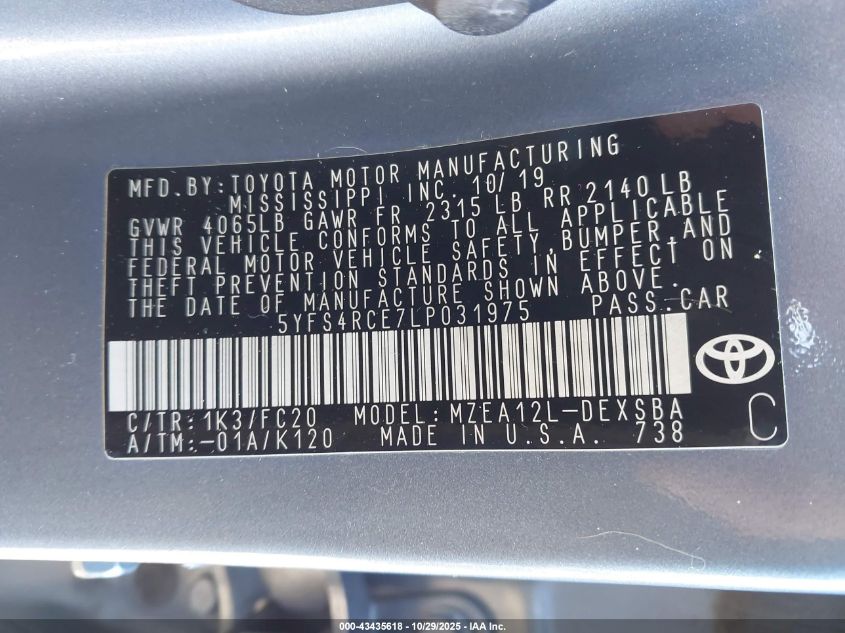 MFD.BY:TOYOTA MOTOR MANUFACTURING
MISSISSIPPI INC. 10/19
GVWR 4065LB GAWR FR 2315 LB RR 2140 LB
THIS VEHICLE CONFORMS TO ALL APPLICABLE
FEDERAL MOTOR VEHICLE SAFETY,BUMPER,AND
THEFT PREVENTION STANDARDS IN EFFECT ON
THE DATE OF MANUFACTURE SHOWN ABOVE.
5YFS4RCE7LP031975 PASS.CAR
C/TR:1K3/FC20 MODEL:MZEA12L-DEXSBA
A/TM:-01A/K120 MADE IN U.S.A. 738
C
000-43435618 - 10/29/2025 - IAA Inc.